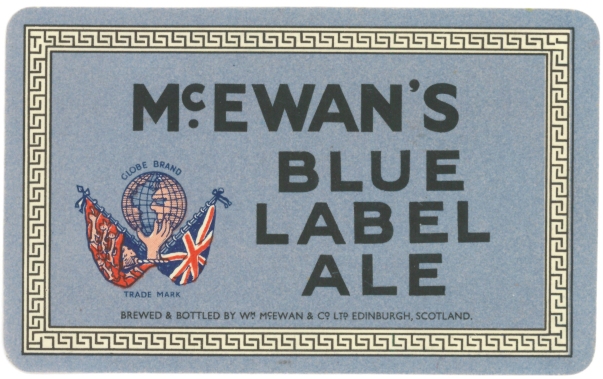 McEWAN'S
BLUE
LABEL
ALE
GLOBE BRAND
TRADE MARK
BREWED & BOTTLED BY WM McEWAN & Co LTD EDINBURGH, SCOTLAND.